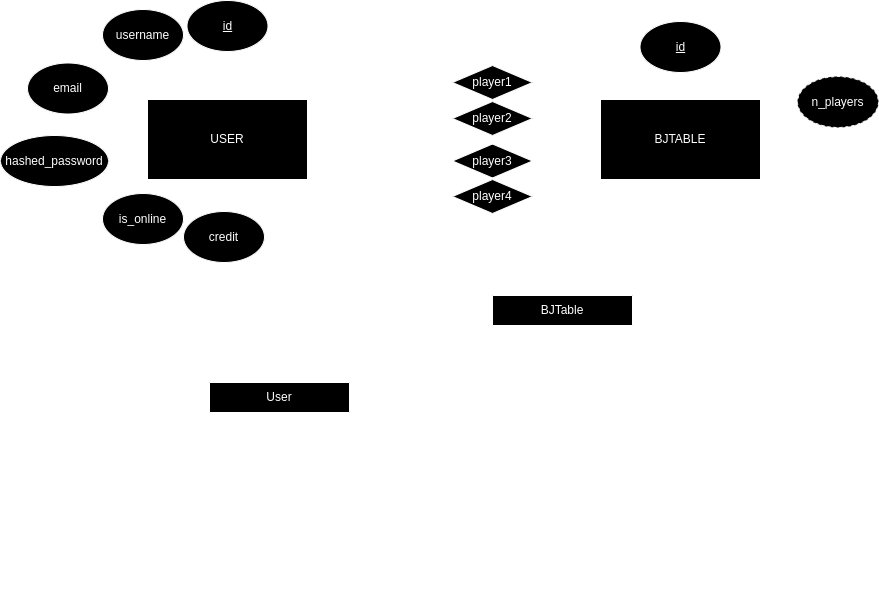 id
username
id
email
n_players
player1
player2
USER
BJTABLE
hashed_password
player3
player4
is_online
credit
BJTable
User